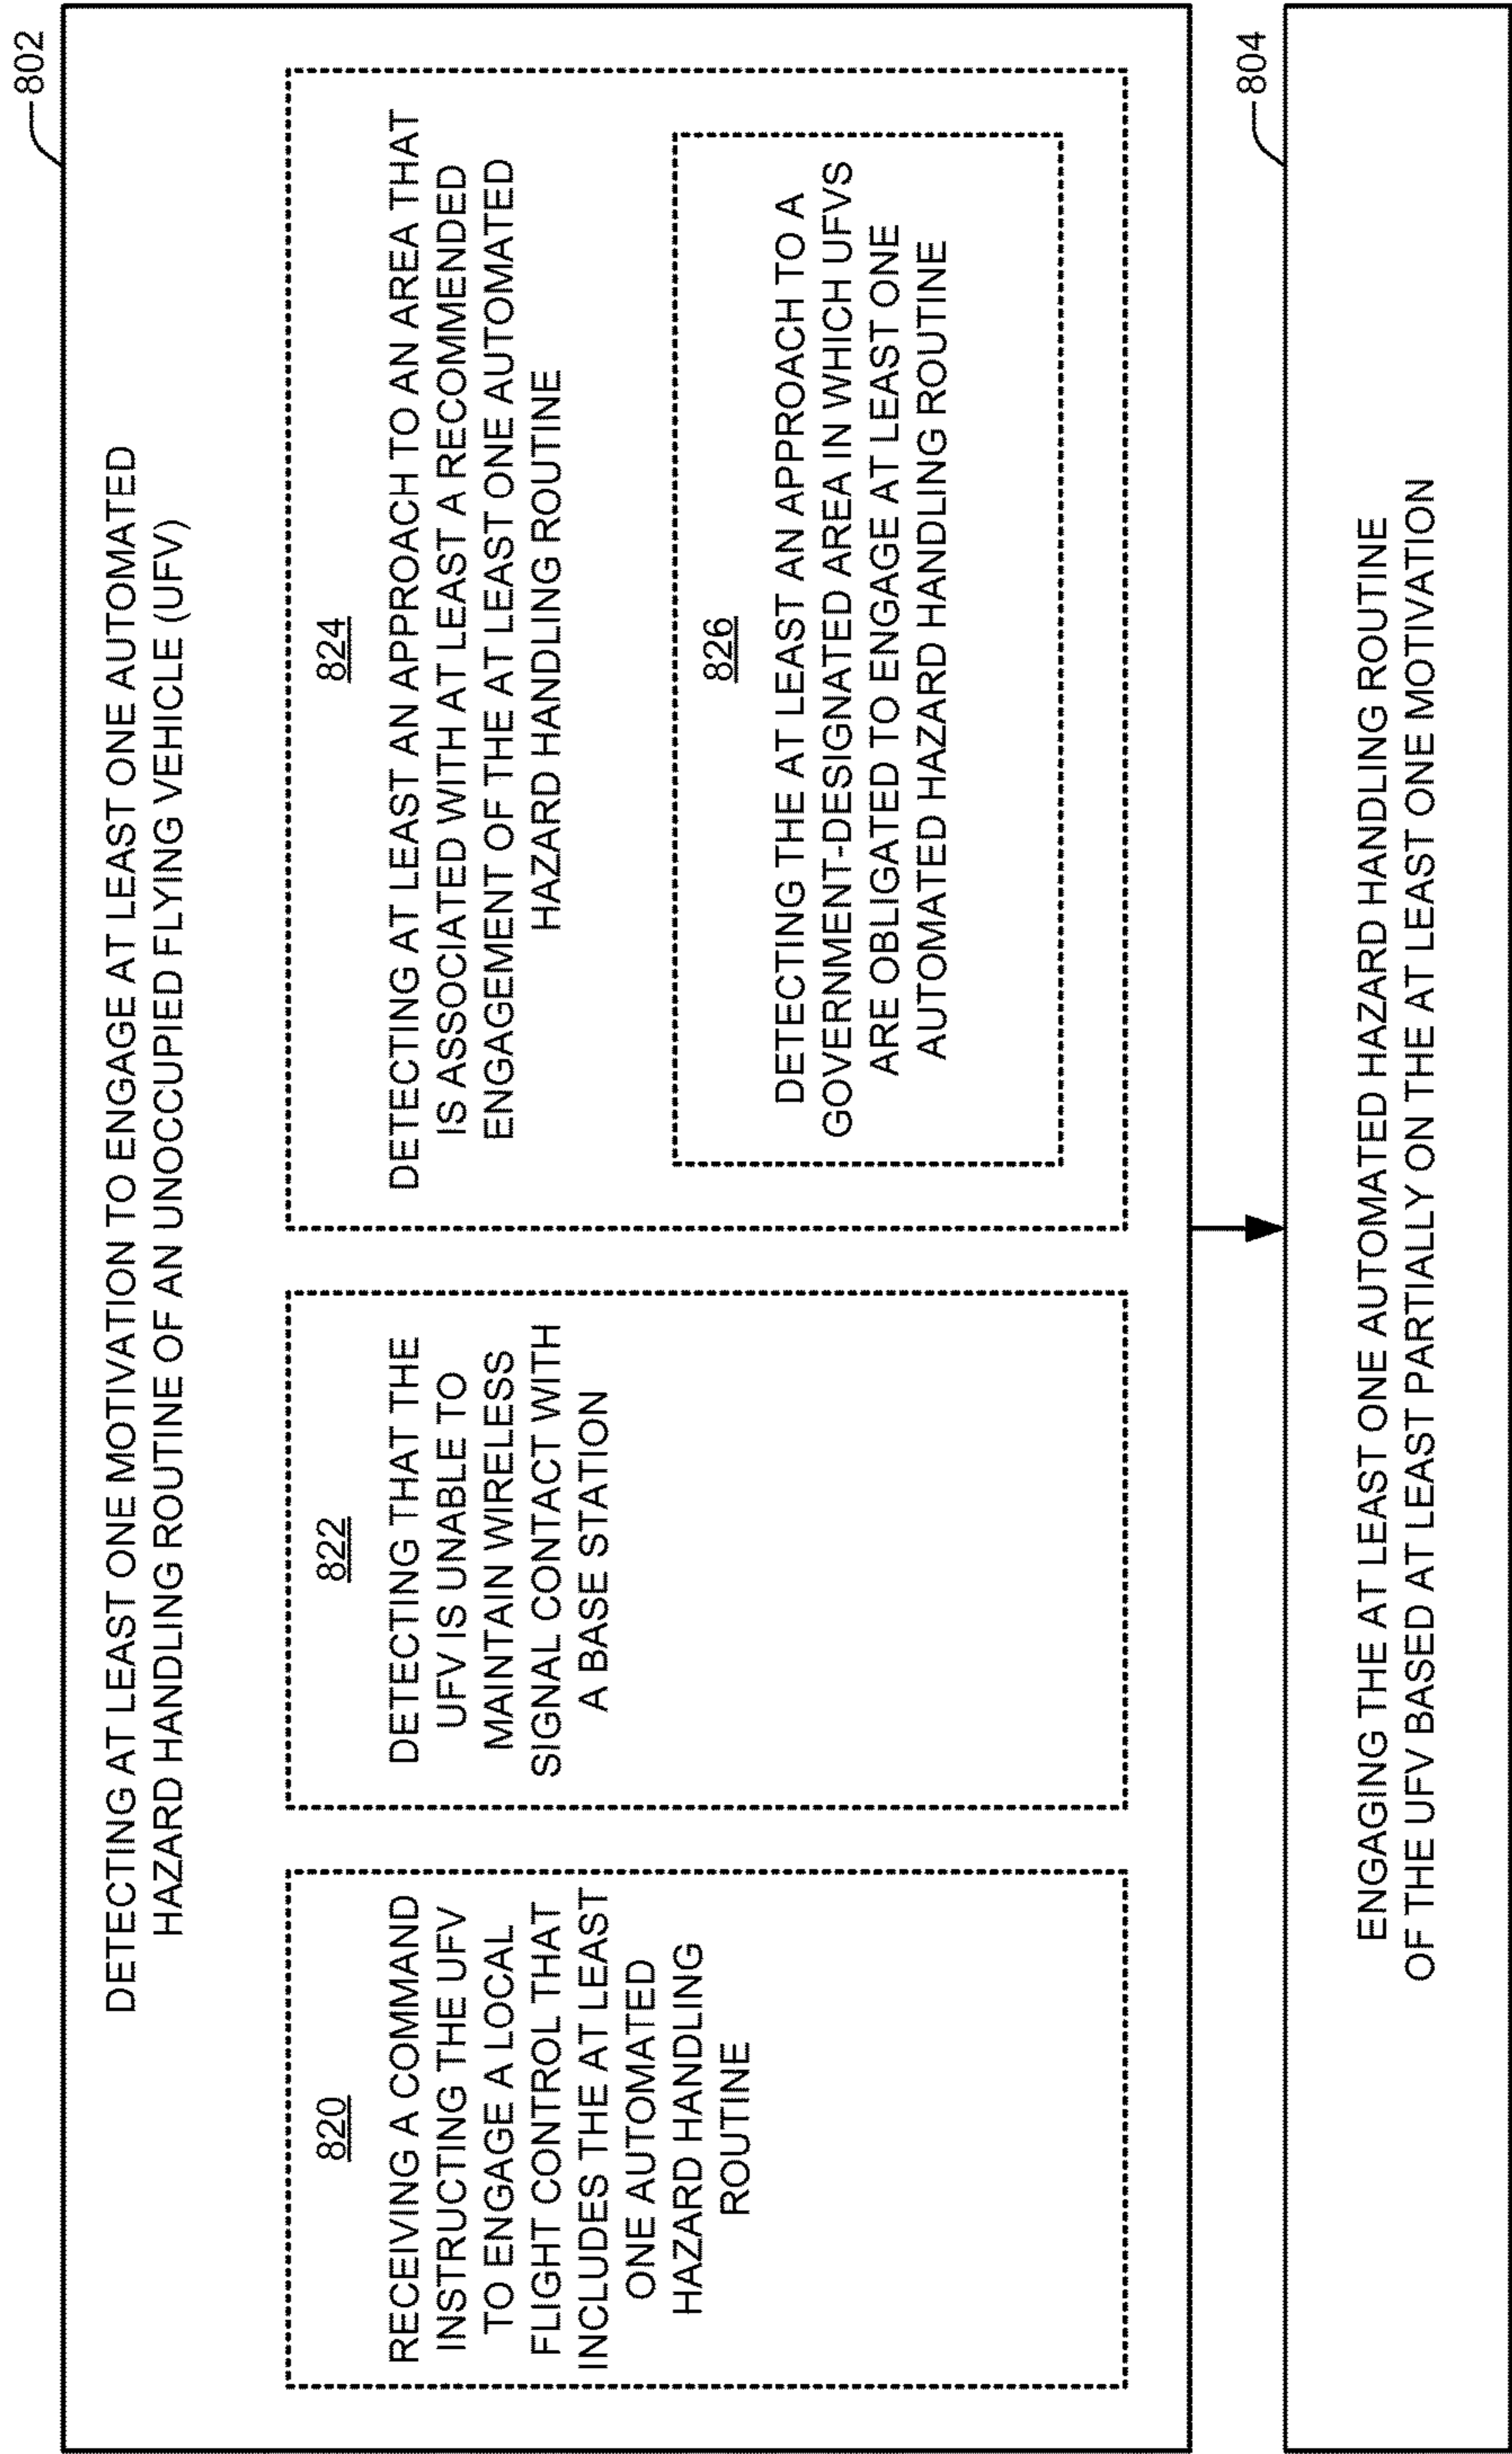 802
DETECTING AT LEAST ONE MOTIVATION TO ENGAGE AT LEAST ONE AUTOMATED
HAZARD HANDLING ROUTINE OF AN UNOCCUPIED FLYING VEHICLE (UFV)
820
RECEIVING A COMMAND
INSTRUCTING THE UFV
TO ENGAGE A LOCAL
FLIGHT CONTROL THAT
INCLUDES THE AT LEAST
ONE AUTOMATED
HAZARD HANDLING
ROUTINE
822
DETECTING THAT THE
UFV IS UNABLE TO
MAINTAIN WIRELESS
SIGNAL CONTACT WITH
A BASE STATION
824
DETECTING AT LEAST AN APPROACH TO AN AREA THAT
IS ASSOCIATED WITH AT LEAST A RECOMMENDED
ENGAGEMENT OF THE AT LEAST ONE AUTOMATED
HAZARD HANDLING ROUTINE
826
DETECTING THE AT LEAST AN APPROACH TO A
GOVERNMENT-DESIGNATED AREA IN WHICH UFVS
ARE OBLIGATED TO ENGAGE AT LEAST ONE
AUTOMATED HAZARD HANDLING ROUTINE
804
ENGAGING THE AT LEAST ONE AUTOMATED HAZARD HANDLING ROUTINE
OF THE UFV BASED AT LEAST PARTIALLY ON THE AT LEAST ONE MOTIVATION